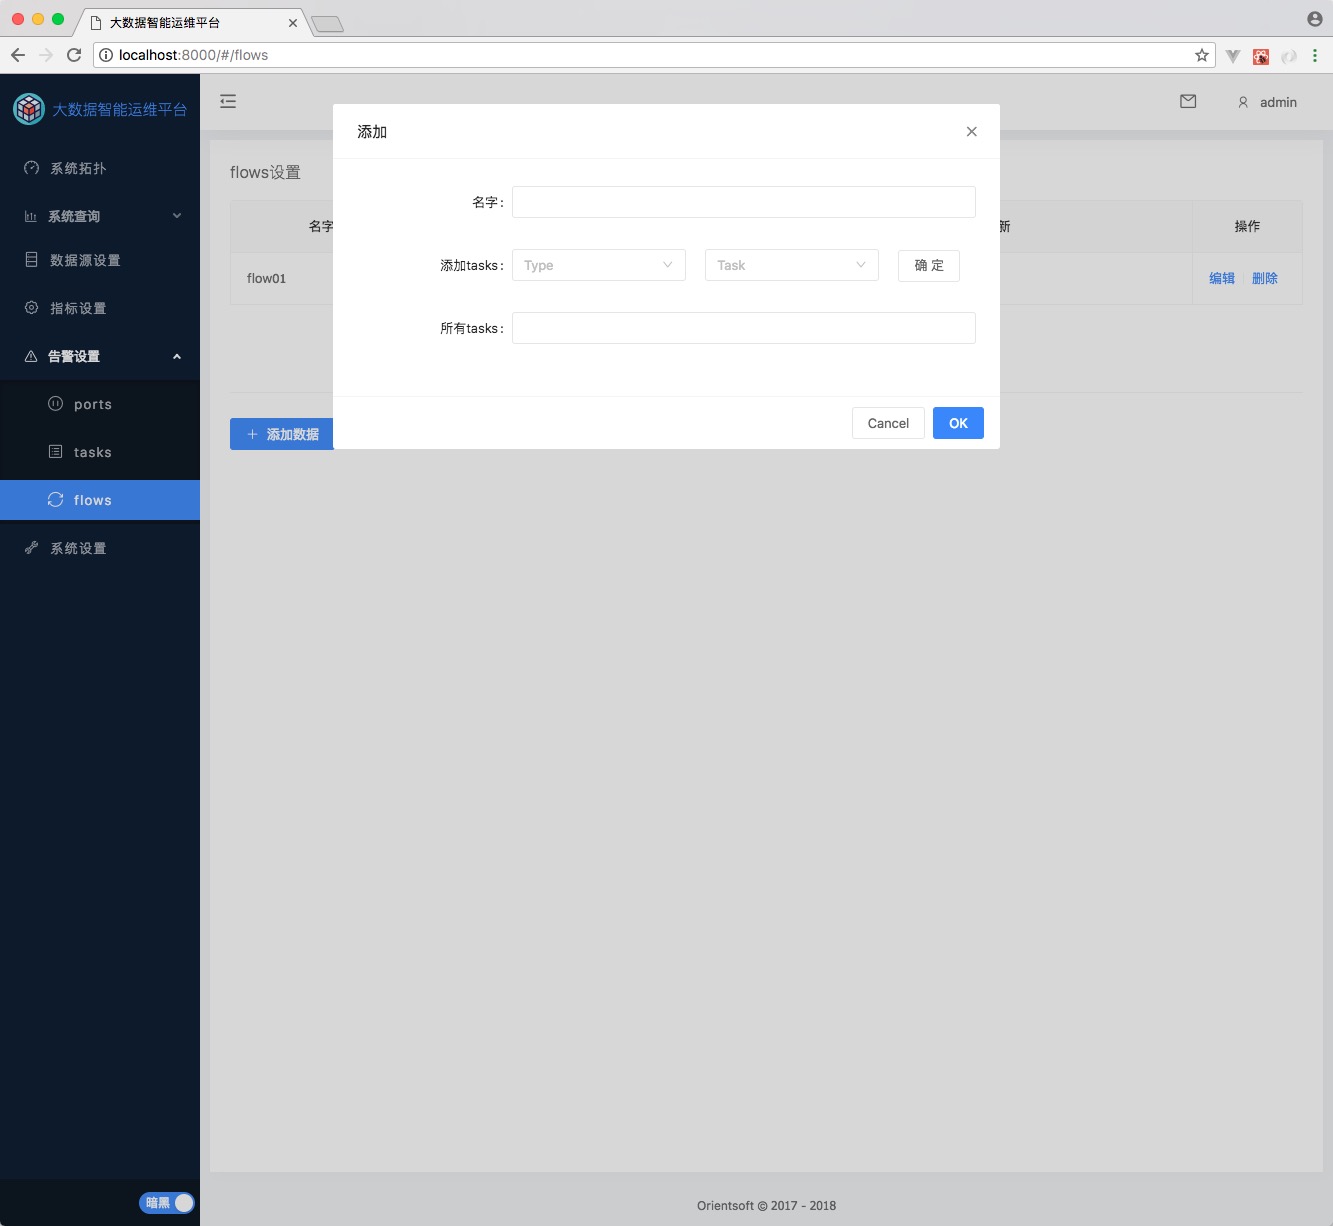 大数据智能运维平台
localhost:8000/#/flows
大数据智能运维平台
admin
系统拓扑
系统查询
数据源设置
指标设置
告警设置
ports
tasks
flows
系统设置
暗黑
flows设置
名字
新
操作
flow01
编辑
删除
添加数据
添加
名字:
添加tasks:
Type
Task
确 定
所有tasks:
Cancel
OK
Orientsoft © 2017 - 2018